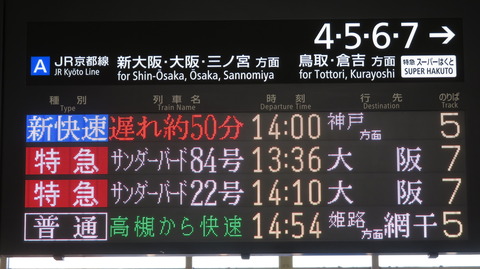 4・5・6・7→
A JR京都線 新大阪・大阪・三ノ宮 方面 鳥取・倉吉 方面 特急 スーパーはくと
JR Kyōto Line for Shin-Ōsaka, Ōsaka, Sannomiya for Tottori, Kurayoshi SUPER HAKUTO
種別 列車名 時刻 行先 のりば
Type Train Name Departure Time Destination Track
新快速 遅れ約50分 14:00 神戸方面 5
特急 サンダーバード84号 13:36 大阪 7
特急 サンダーバード22号 14:10 大阪 7
普通 高槻から快速 14:54 姫路方面網干 5